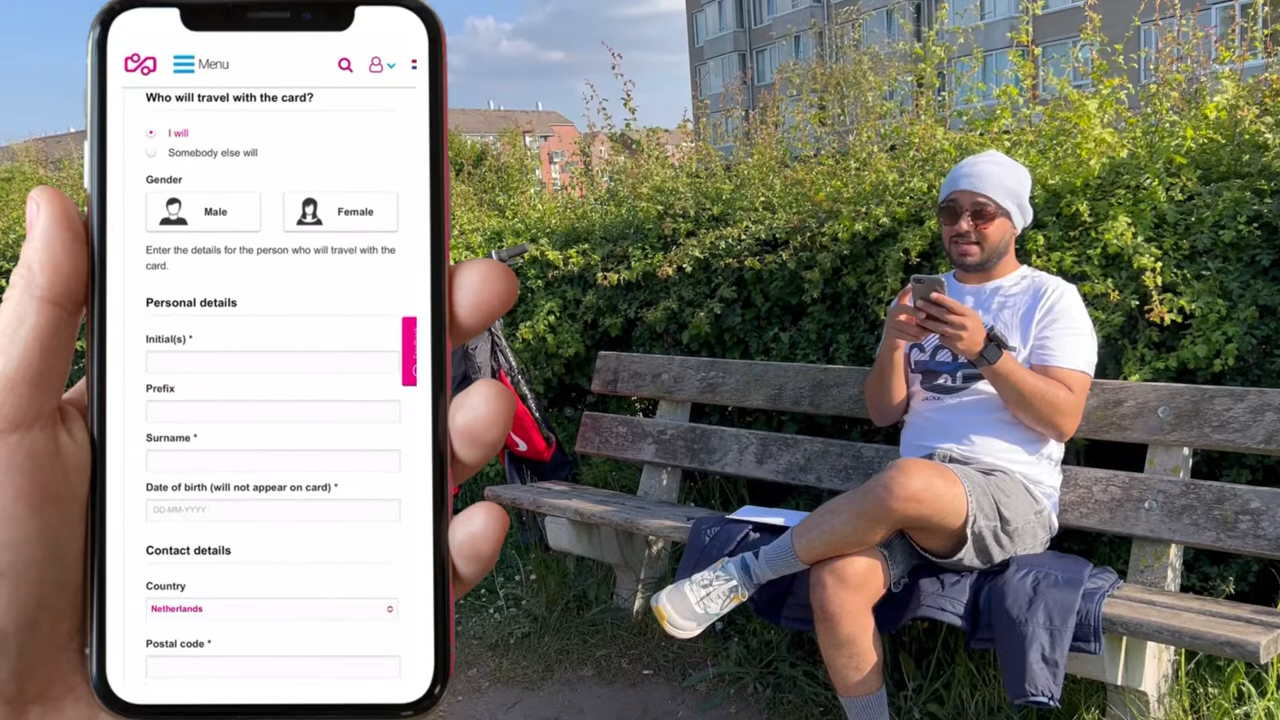 Menu
Who will travel with the card?
I will
Somebody else will
Gender
Male
Female
Enter the details for the person who will travel with the
card.
Personal details
Initial(s) *
Prefix
Surname *
Date of birth (will not appear on card) *
DD-MM-YYYY
Contact details
Country
Netherlands
Postal code *